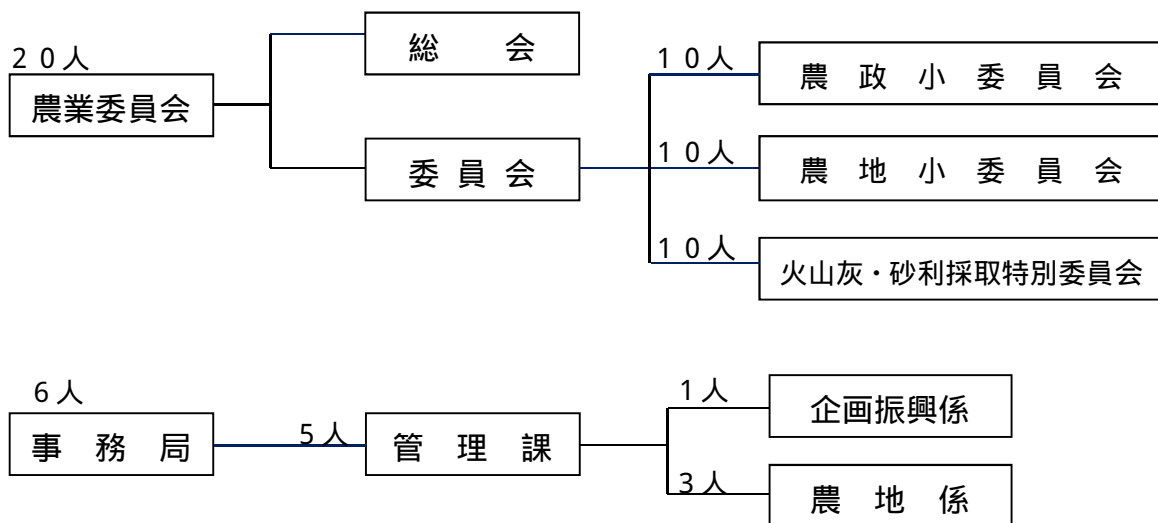 20人
農業委員会
総会
委員会
10人
農政小委員会
10人
農地小委員会
10人
火山灰・砂利採取特別委員会
6人
事務局
5人
管理課
1人
企画振興係
3人
農地係